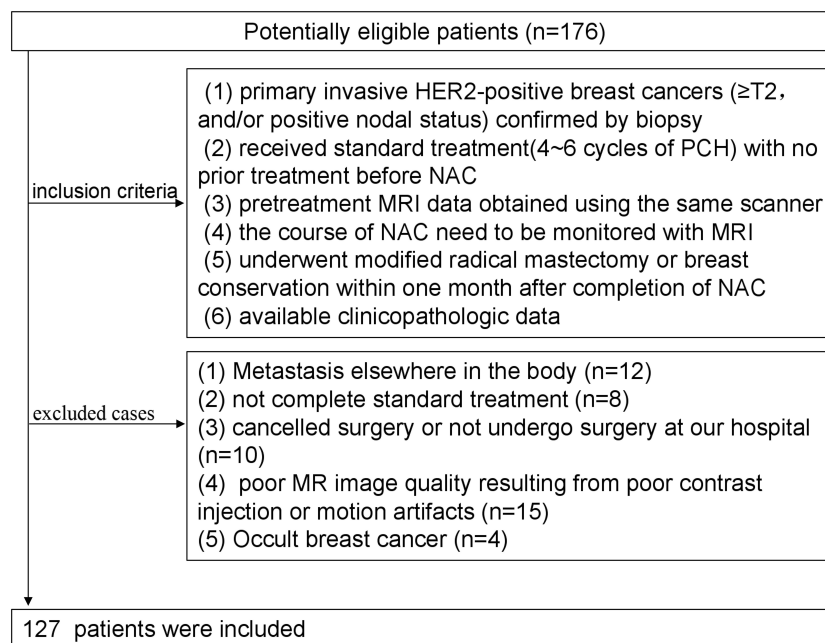 Potentially eligible patients (n=176)
(1) primary invasive HER2-positive breast cancers (≥T2,
and/or positive nodal status) confirmed by biopsy
(2) received standard treatment(4~6 cycles of PCH) with no
prior treatment before NAC
inclusion criteria
(3) pretreatment MRI data obtained using the same scanner
(4) the course of NAC need to be monitored with MRI
(5) underwent modified radical mastectomy or breast
conservation within one month after completion of NAC
(6) available clinicopathologic data
(1) Metastasis elsewhere in the body (n=12)
(2) not complete standard treatment (n=8)
excluded cases
(3) cancelled surgery or not undergo surgery at our hospital
(n=10)
(4) poor MR image quality resulting from poor contrast
injection or motion artifacts (n=15)
(5) Occult breast cancer (n=4)
127 patients were included